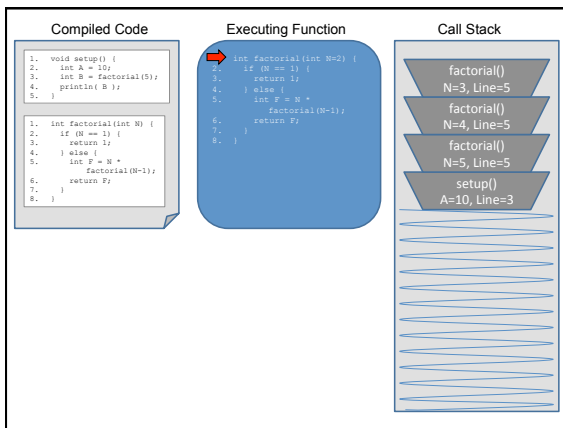 Compiled Code
1. void setup() {
2. int A = 10;
3. int B = factorial(5);
4. println( B );
5. }
1. int factorial(int N) {
2. if (N == 1) {
3. return 1;
4. } else {
5. int F = N *
factorial(N-1);
6. return F;
7. }
8. }
Executing Function
int factorial(int N=2) {
2. if (N == 1) {
3. return 1;
4. } else {
5. int F = N *
factorial(N-1);
6. return F;
7. }
8. }
Call Stack
factorial()
N=3, Line=5
factorial()
N=4, Line=5
factorial()
N=5, Line=5
setup()
A=10, Line=3